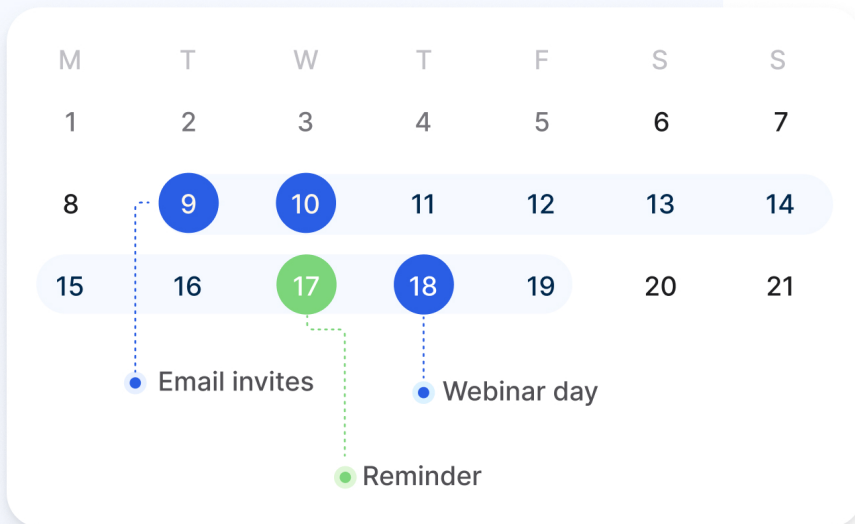 M T W T F S S
1 2 3 4 5 6 7
8 9 10 11 12 13 14
15 16 17 18 19 20 21
Email invites
Webinar day
Reminder